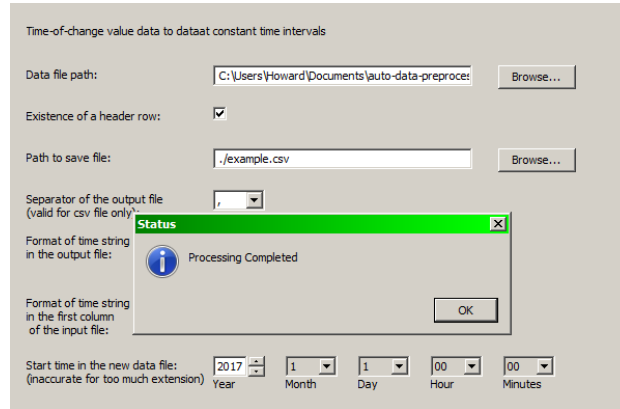 Time-of-change value data to dataat constant time intervals
Data file path:
C:\Users\Howard\Documents\auto-data-preproces
Browse...
Existence of a header row:
Path to save file:
./example.csv
Browse...
Separator of the output file
(valid for csv file only):
,
Status
Format of time string
in the output file:
Processing Completed
OK
Format of time string
in the first column
of the input file:
Start time in the new data file:
(inaccurate for too much extension)
2017 1 1 00 00
Year Month Day Hour Minutes